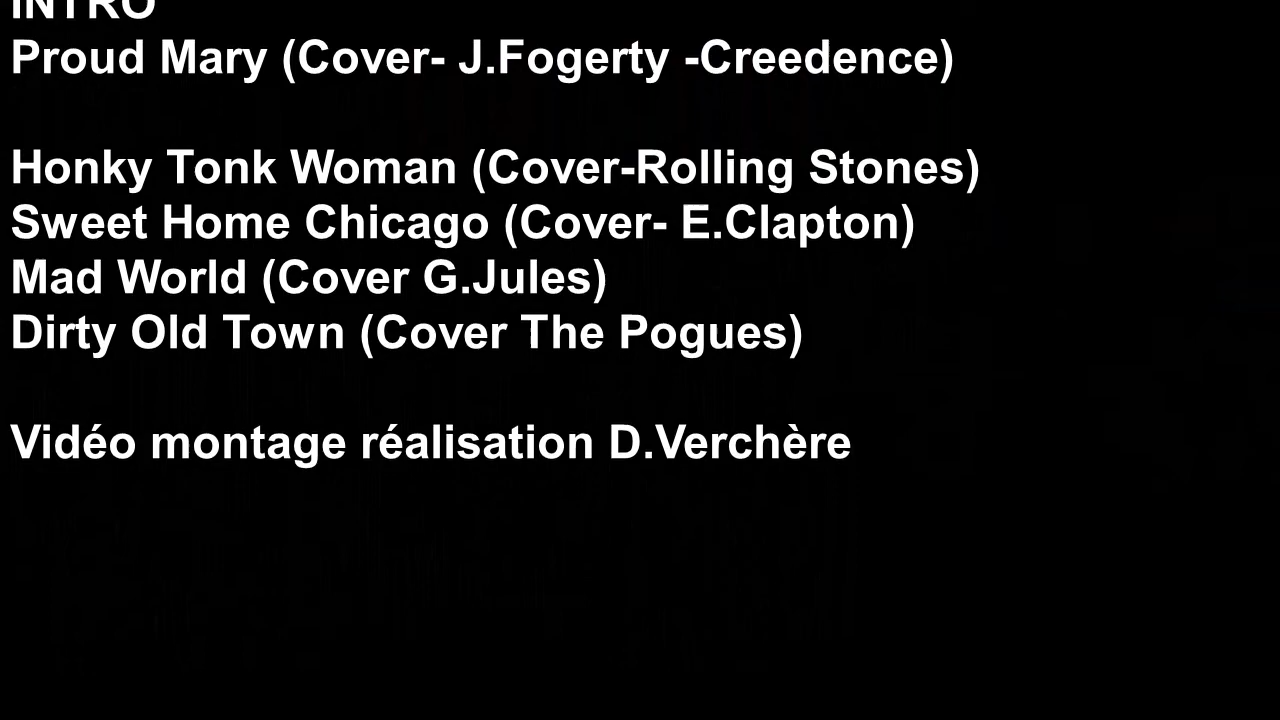 INTRO
Proud Mary (Cover- J.Fogerty -Creedence)
Honky Tonk Woman (Cover-Rolling Stones)
Sweet Home Chicago (Cover- E.Clapton)
Mad World (Cover G.Jules)
Dirty Old Town (Cover The Pogues)
Vidéo montage réalisation D.Verchère